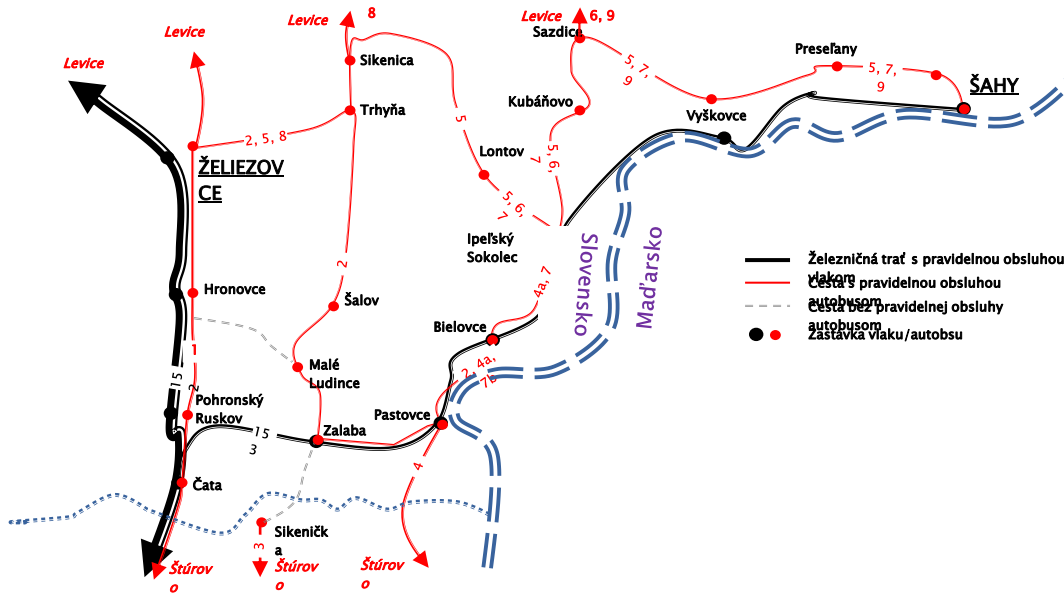 Levice
8
Levice
6, 9
Levice
Sazdice
Levice
Sikenica
Preseľany
5, 7,
9
5, 7,
9
ŠAHY
Kubáňovo
Trhyňa
Vyškovce
5
2, 5, 8
Lontov
5, 6,
7
ŽELIEZOV
CE
5, 6,
7
Ipeľský
Sokolec
Slovensko
Maďarsko
Železničná trať s pravidelnou obsluhou
vlakom
Cesta s pravidelnou obsluhou
autobusom
Cesta bez pravidelnej obsluhy
autobusom
Zastávka vlaku/autobsu
2
4a, 7
Hronovce
Šalov
Bielovce
1
Malé
Ludince
2, 4a,
7b
15
2
Pohronský
Ruskov
Pastovce
Zalaba
15
3
4
Čata
Sikeničk
a
3
Štúrov
o
Štúrov
o
Štúrov
o